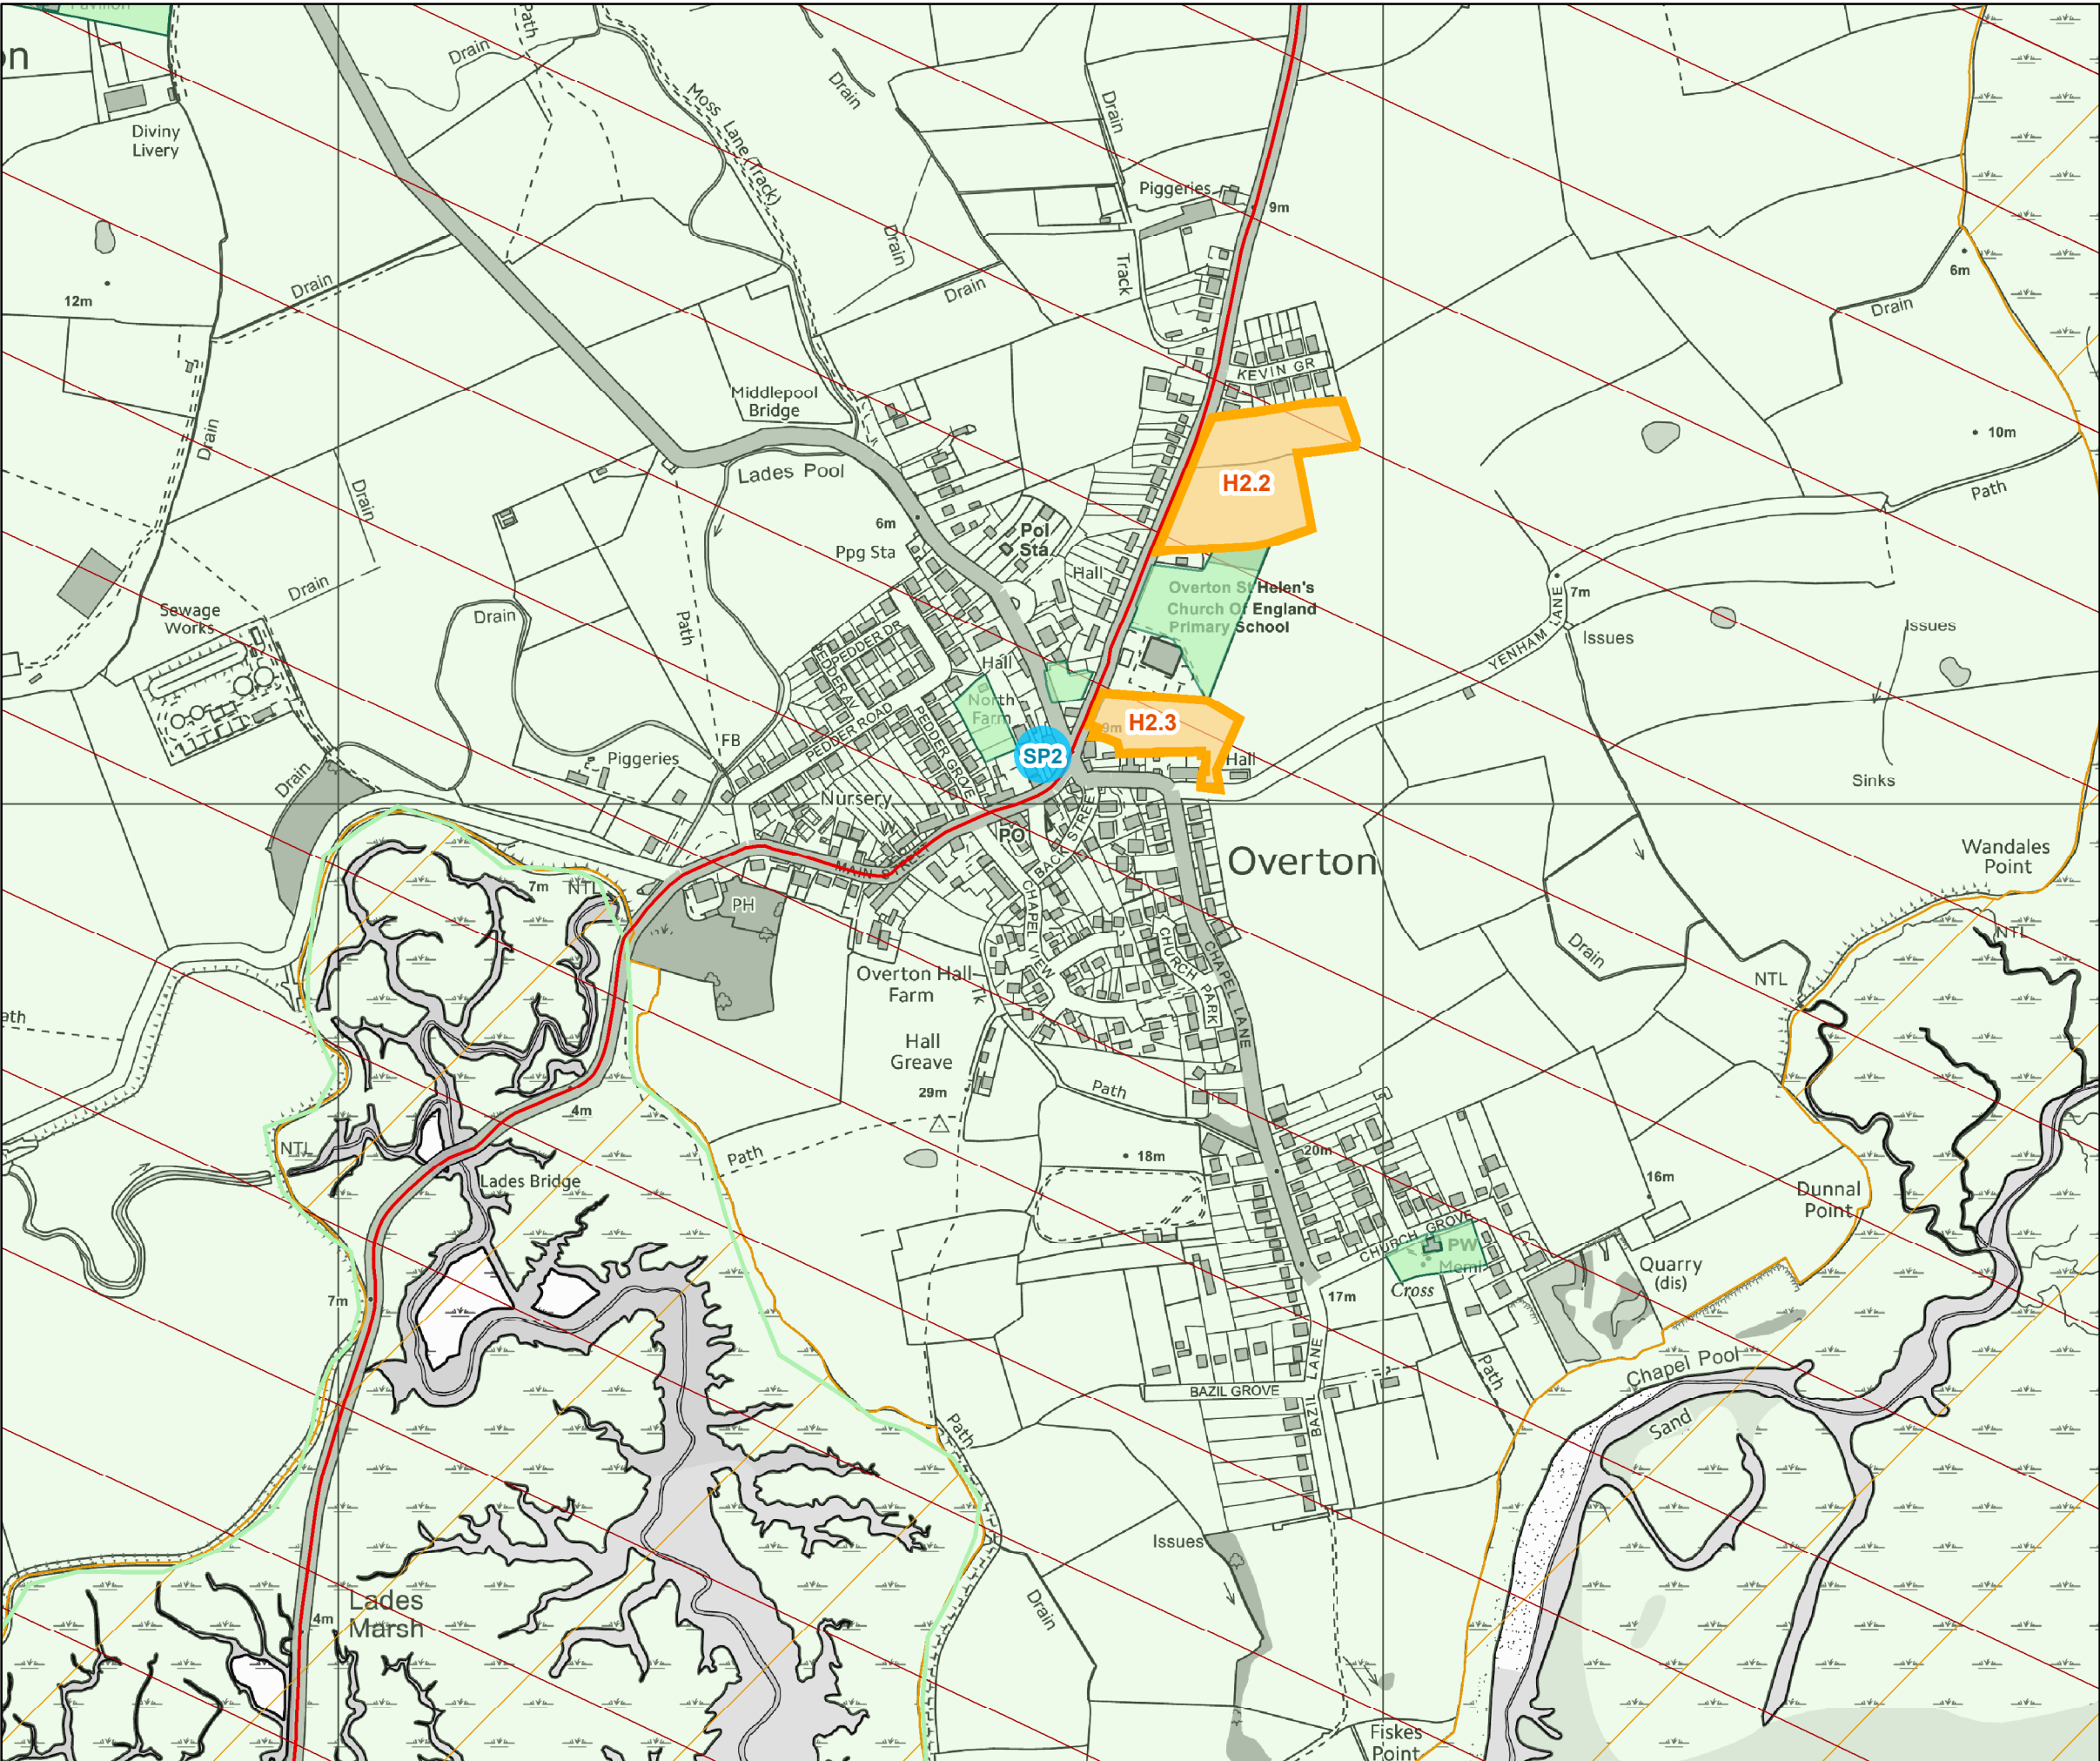 Pavilion
on
Drain
Path
Moss Lane (Track)
Drain
Drain
Diviny
Livery
Piggeries
9m
Drain
Track
6m
12m
Drain
Drain
Drain
KEVIN GR
Middlepool
Bridge
Drain
Lades Pool
10m
Path
H2.2
Drain
6m
Ppg Sta
Pol
Sta
Hall
Overton St Helen's
Church Of England
Primary School
7m
YENHAM LANE
Issues
Issues
Sewage
Works
Drain
Drain
Path
PEDDER DR
PEDDER AV
PEDDER ROAD
PEDDER GROVE
Hall
North
Farm
9m
H2.3
SP2
Hall
FB
Piggeries
Drain
Sinks
Nursery
W
PO
BACK STREE
MAIN STREET
Overton
Wandales
Point
7m
NTL
PH
CHAPEL VIEW
CHURCH PARK
CHAPEL LANE
Overton Hall
Farm
Tk
Drain
NTL
NTL
ath
Hall
Greave
29m
Path
4m
NTL
Path
18m
20m
Lades Bridge
16m
Dunnal
Point
CHURCH GROVE
PW
Meml
Cross
Quarry
(dis)
7m
17m
Path
Chapel Pool
BAZIL GROVE
BAZIL LANE
Sand
Path
Issues
Lades
Marsh
4m
Drain
Fiskes
Point